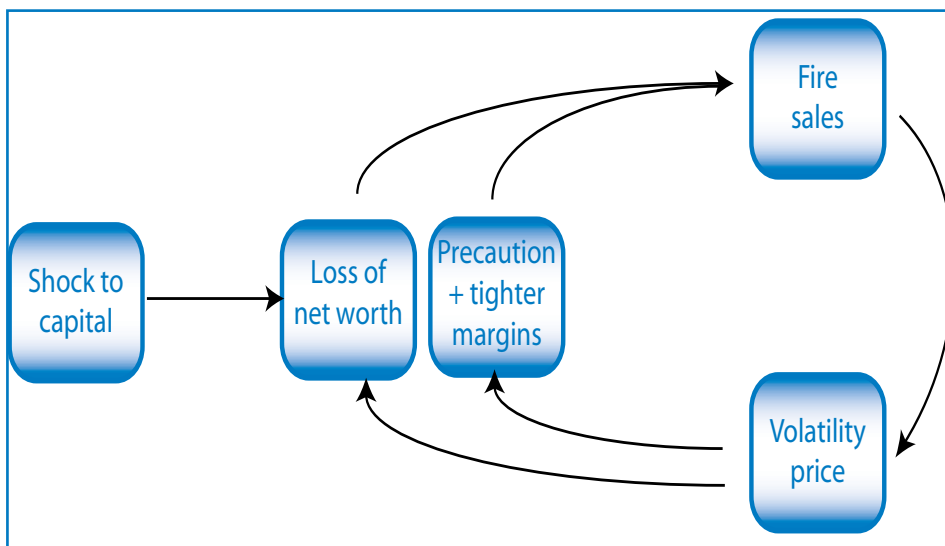 Shock to
capital
Loss of
net worth
Precaution
+ tighter
margins
Fire
sales
Volatility
price